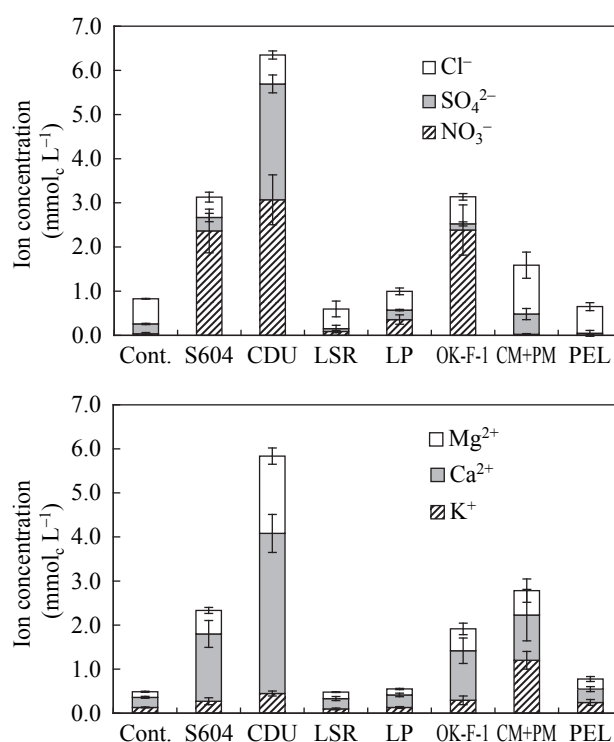 7.0
6.0
5.0
4.0
3.0
2.0
1.0
0.0
Ion concentration
(mmol_c L⁻¹)
Cl⁻
SO₄²⁻
NO₃⁻
Cont. S604 CDU LSR LP OK-F-1 CM+PM PEL
7.0
6.0
5.0
4.0
3.0
2.0
1.0
0.0
Ion concentration
(mmol_c L⁻¹)
Mg²⁺
Ca²⁺
K⁺
Cont. S604 CDU LSR LP OK-F-1 CM+PM PEL